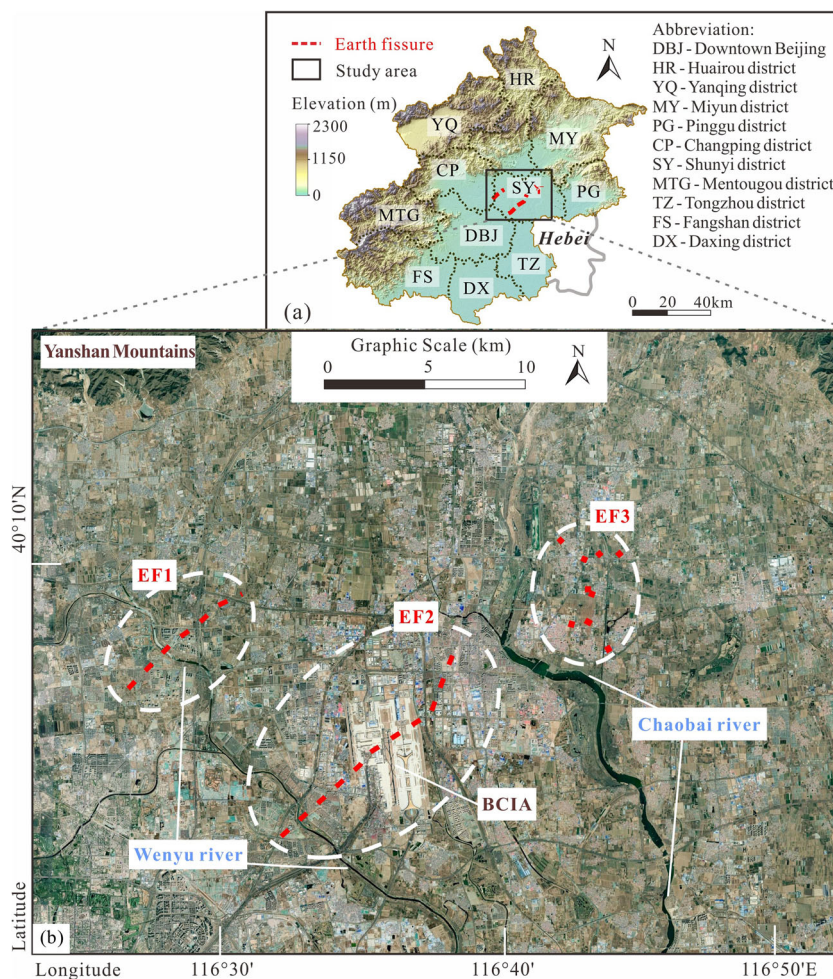 Earth fissure
Study area
Elevation (m)
2300
1150
0
N
HR
YQ
MY
CP
SY
PG
MTG
DBJ
Hebei
FS
DX
TZ
(a)
0 20 40km
Abbreviation:
DBJ - Downtown Beijing
HR - Huairou district
YQ - Yanqing district
MY - Miyun district
PG - Pinggu district
CP - Changping district
SY - Shunyi district
MTG - Mentougou district
TZ - Tongzhou district
FS - Fangshan district
DX - Daxing district
Yanshan Mountains
Graphic Scale (km)
0 5 10
N
40°10'N
EF3
EF1
EF2
Chaobai river
BCIA
Wenyu river
Latitude
(b)
Longitude
116°30'
116°40'
116°50'E